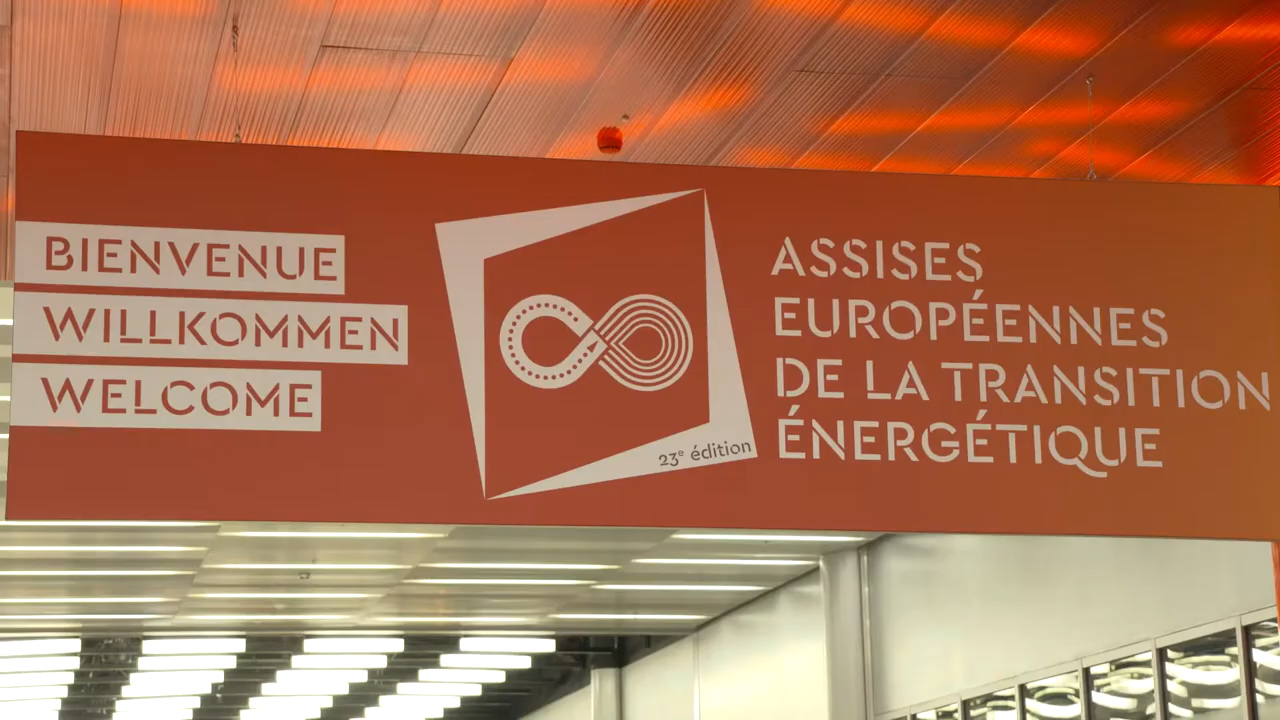 BIENVENUE
WILLKOMMEN
WELCOME
23e édition
ASSISES
EUROPÉENNES
DE LA TRANSITION
ÉNERGÉTIQUE